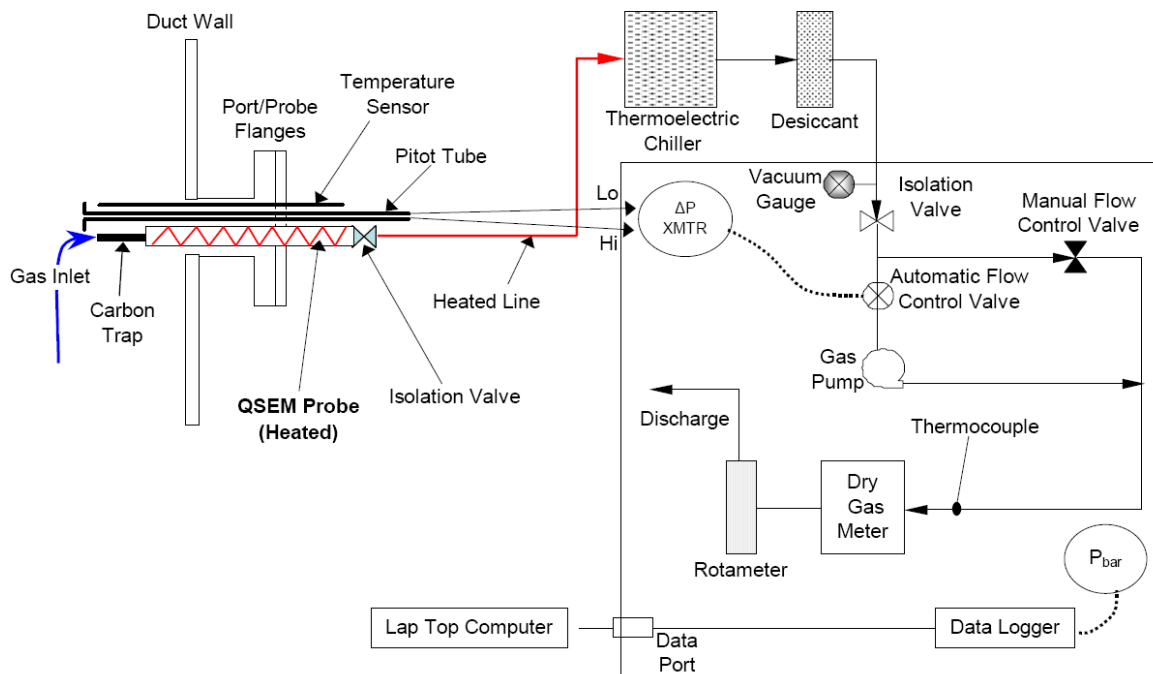 Duct Wall
Temperature
Sensor
Port/Probe
Flanges
Pitot Tube
Thermoelectric
Chiller
Desiccant
Lo
Hi
ΔP
XMTR
Vacuum
Gauge
Isolation
Valve
Manual Flow
Control Valve
Gas Inlet
Carbon
Trap
Heated Line
Automatic Flow
Control Valve
Gas
Pump
QSEM Probe
(Heated)
Isolation Valve
Discharge
Thermocouple
Dry
Gas
Meter
Rotameter
Pbar
Lap Top Computer
Data
Port
Data Logger